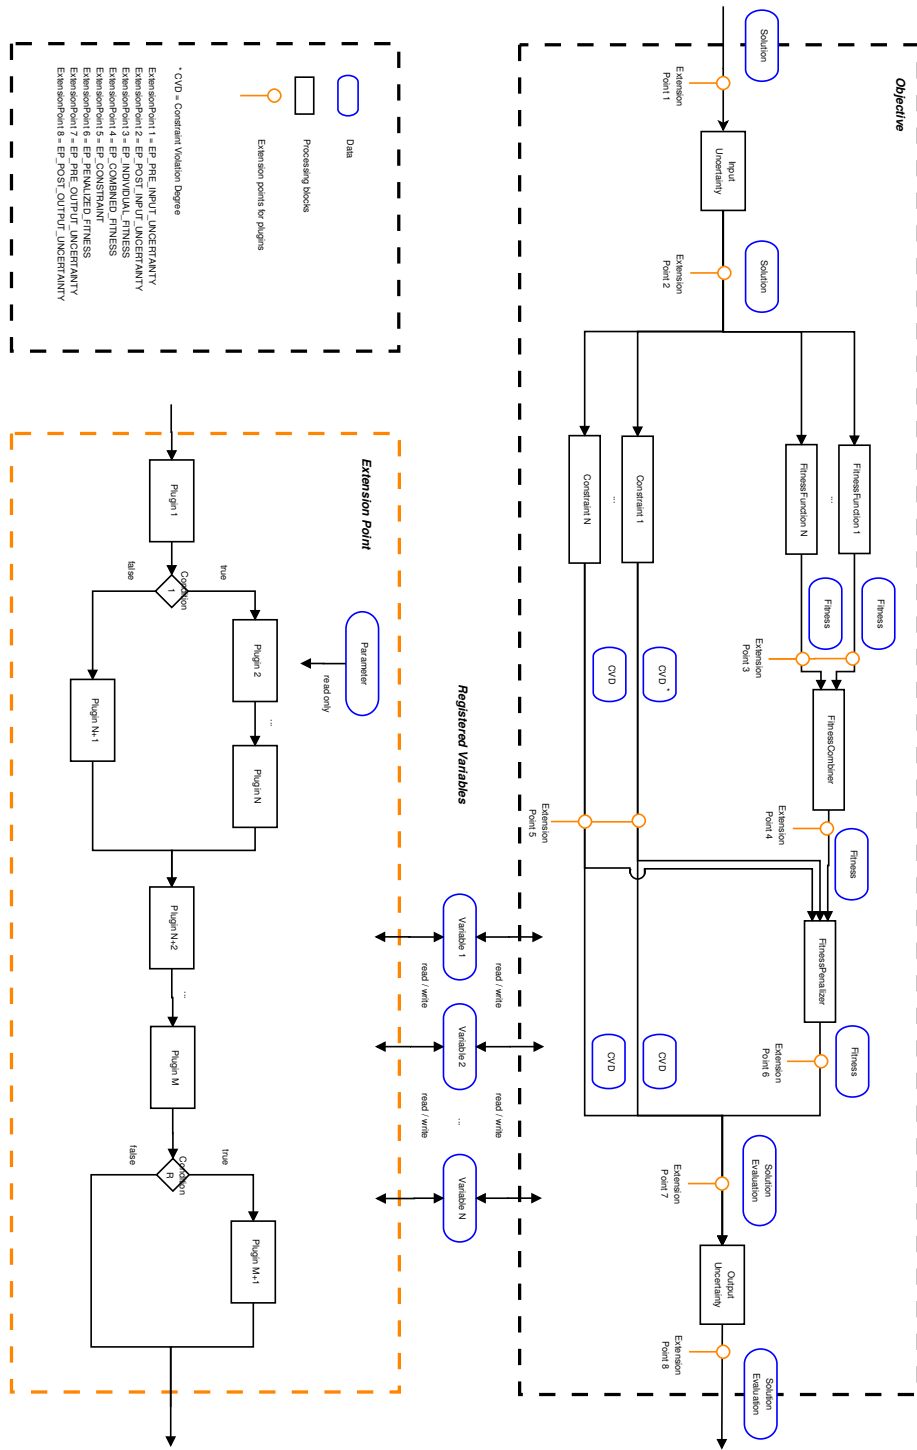 Objective
Solution
Extension
Point 1
Input
Uncertainty
Solution
Extension
Point 2
FitnessFunction 1
...
FitnessFunction N
Constraint 1
...
Constraint N
Fitness
Fitness
Extension
Point 3
CVD *
CVD
FitnessCombiner
Extension
Point 4
Fitness
Extension
Point 5
FitnessPenalizer
Fitness
Extension
Point 6
CVD
CVD
Solution
Evaluation
Extension
Point 7
Output
Uncertainty
Extension
Point 8
Solution
Evaluation
Registered Variables
Variable 1
read / write
read / write
Variable 2
read / write
read / write
...
Variable N
Data
Processing blocks
Extension points for plugins
* CVD = Constraint Violation Degree
ExtensionPoint 1 = EP_PRE_INPUT_UNCERTAINTY
ExtensionPoint 2 = EP_POST_INPUT_UNCERTAINTY
ExtensionPoint 3 = EP_INDIVIDUAL_FITNESS
ExtensionPoint 4 = EP_COMBINED_FITNESS
ExtensionPoint 5 = EP_CONSTRAINT
ExtensionPoint 6 = EP_PENALIZED_FITNESS
ExtensionPoint 7 = EP_PRE_OUTPUT_UNCERTAINTY
ExtensionPoint 8 = EP_POST_OUTPUT_UNCERTAINTY
Extension Point
Plugin 1
Condition
1
true
false
Parameter
read only
Plugin 2
...
Plugin N
Plugin N+1
Plugin N+2
...
Plugin M
Condition
R
true
false
Plugin M+1